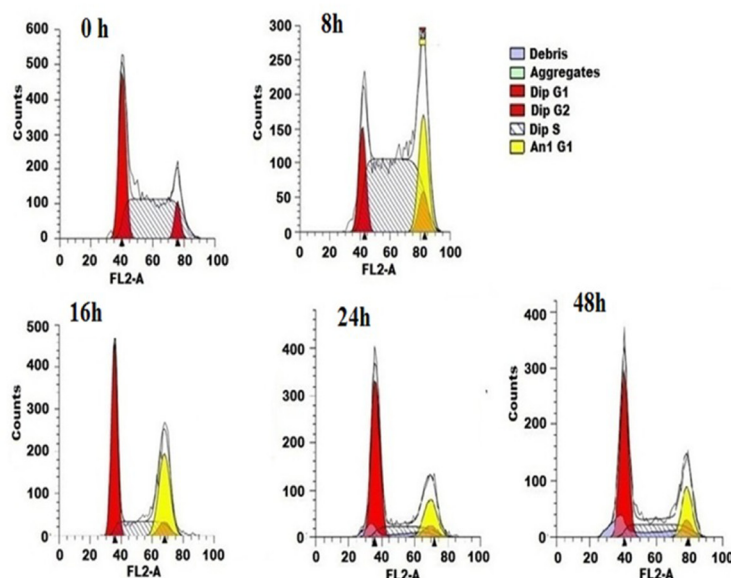 0 h
600
500
400
300
200
100
0
Counts
0 20 40 60 80 100
FL2-A
8h
300
250
200
150
100
50
0
Counts
0 20 40 60 80 100
FL2-A
Debris
Aggregates
Dip G1
Dip G2
Dip S
An1 G1
16h
500
400
300
200
100
0
Counts
0 20 40 60 80 100
FL2-A
24h
400
300
200
100
0
Counts
0 20 40 60 80 100
FL2-A
48h
400
300
200
100
0
Counts
0 20 40 60 80 100
FL2-A